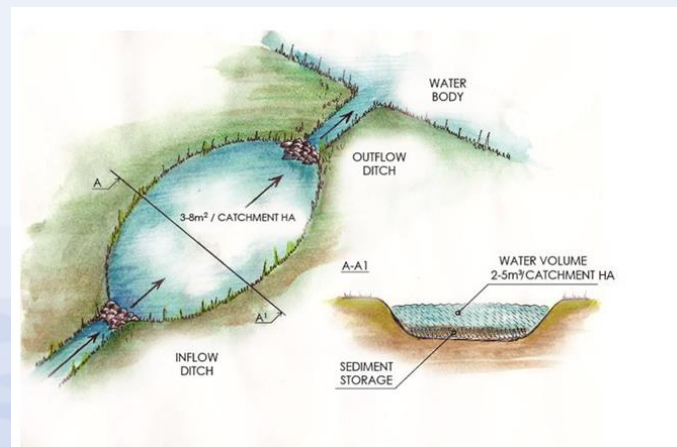 WATER
BODY
OUTFLOW
DITCH
A
3-8m² / CATCHMENT HA
A¹
INFLOW
DITCH
A-A1
WATER VOLUME
2-5m³/CATCHMENT HA
SEDIMENT
STORAGE